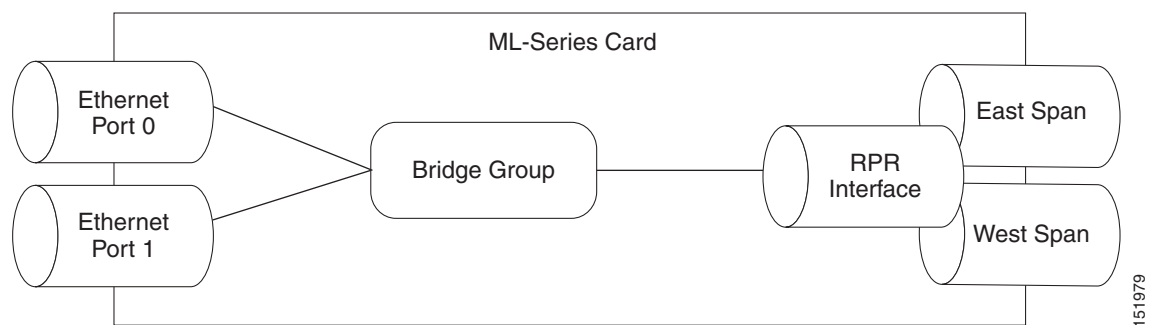 ML-Series Card
Ethernet
Port 0
East Span
Bridge Group
RPR
Interface
Ethernet
Port 1
West Span
151979